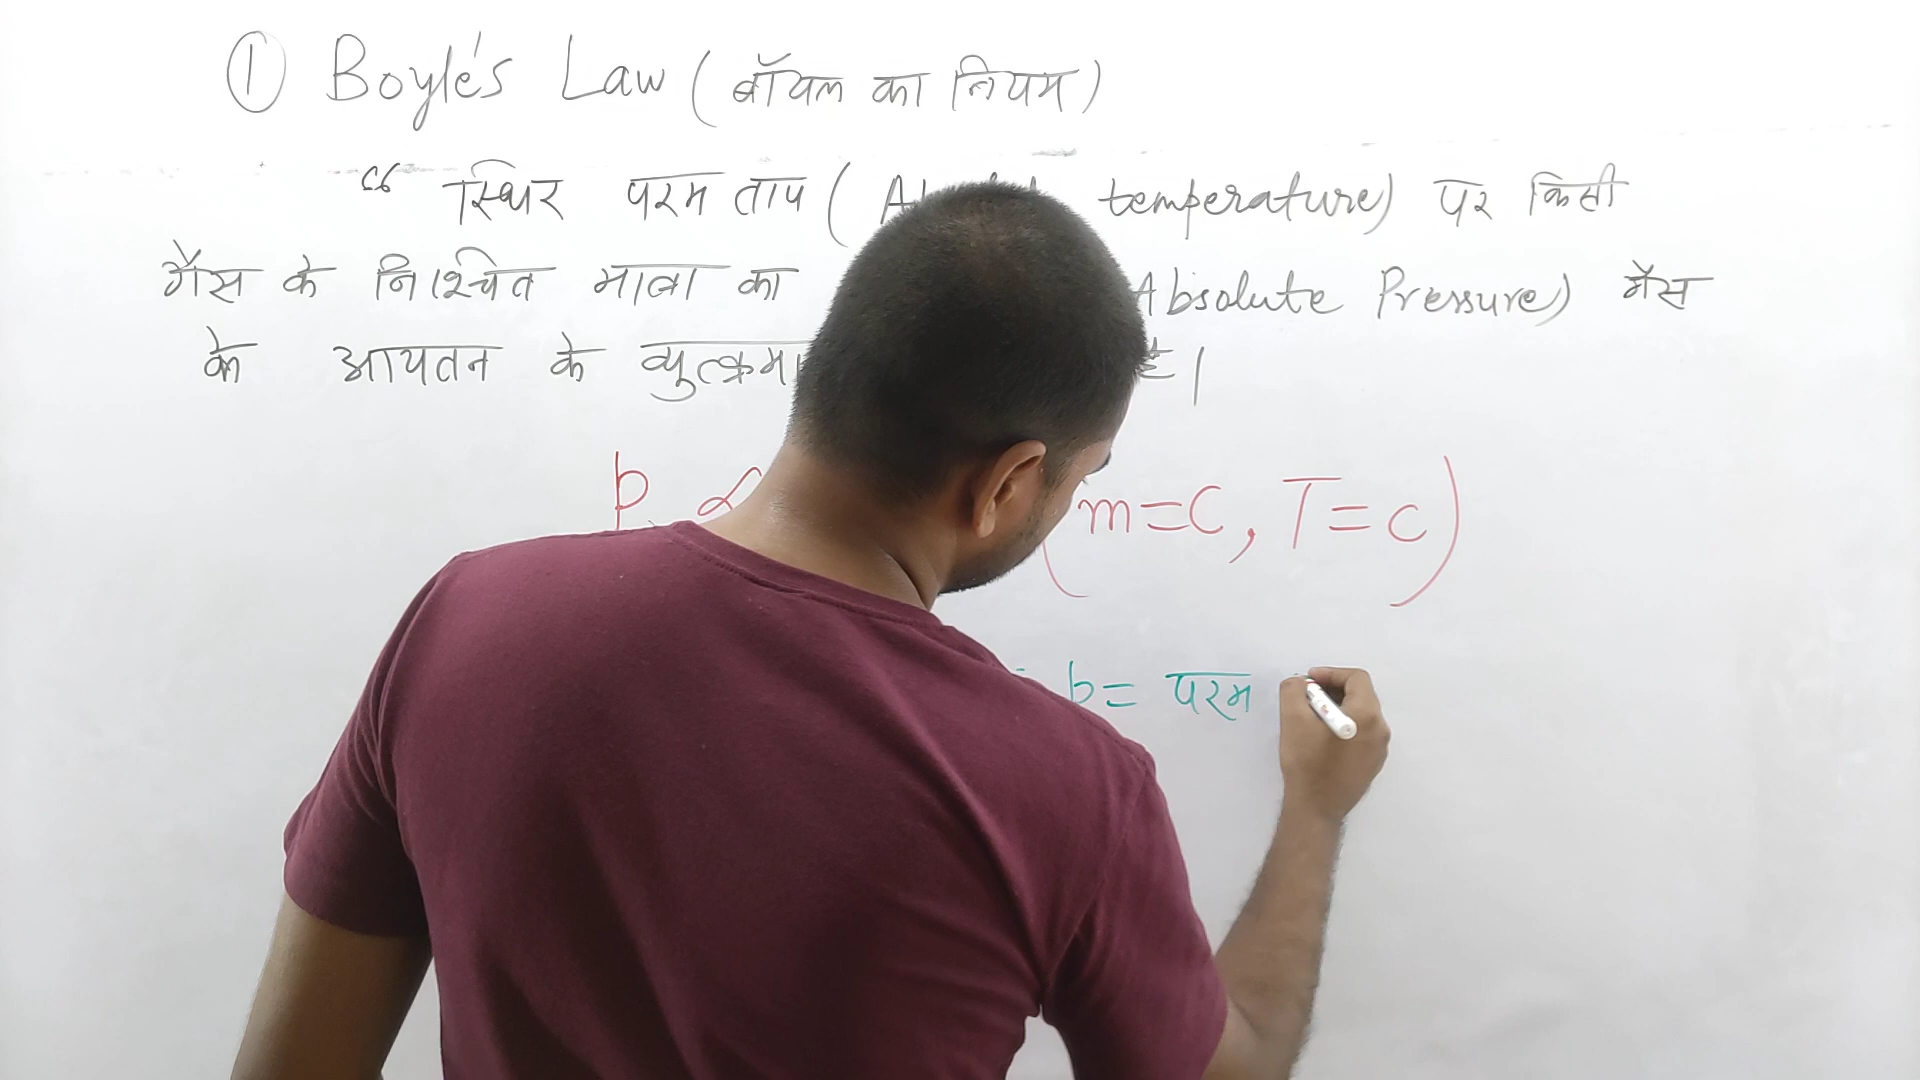 ① Boyle's Law (बॉयल का नियम)
“ स्थिर परम ताप ( temperature) पर किसी
गैस के निश्चित मात्रा का Absolute Pressure) गैस
के आयतन के है।
P ∝ (m=C, T=c)
p= परम